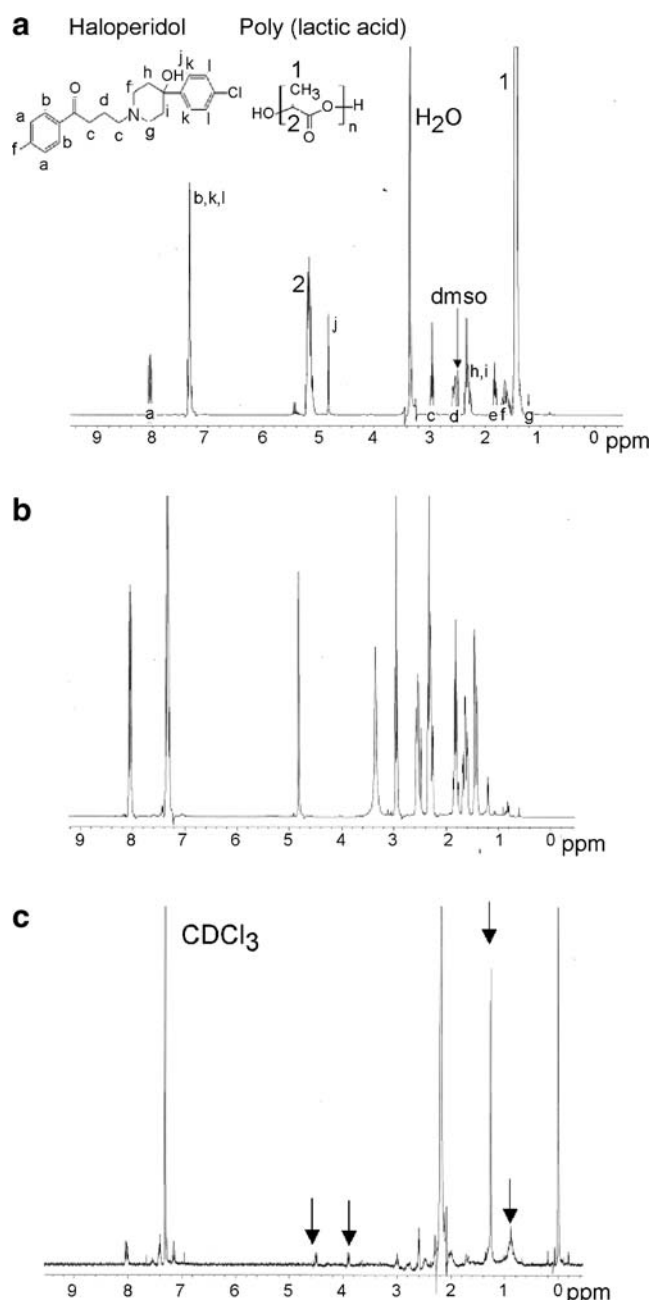 a
Haloperidol
Poly (lactic acid)
j
h OH k l
b O d f Cl
a N i k l
f c c g
a b
1
CH3
HO O H
2 O n
H2O
1
b,k,l
2
j
dmso
h,i
a c d e f g
9 8 7 6 5 4 3 2 1 0 ppm
b
9 8 7 6 5 4 3 2 1 0 ppm
c
CDCl3
9 8 7 6 5 4 3 2 1 0 ppm